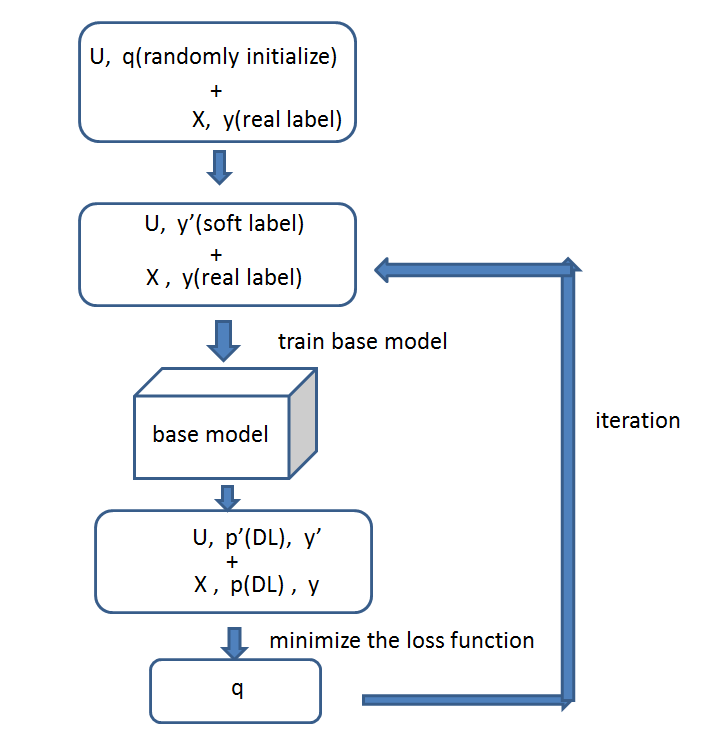 U, q(randomly initialize)
+
X, y(real label)
U, y’(soft label)
+
X , y(real label)
train base model
base model
iteration
U, p’(DL), y’
+
X , p(DL) , y
minimize the loss function
q